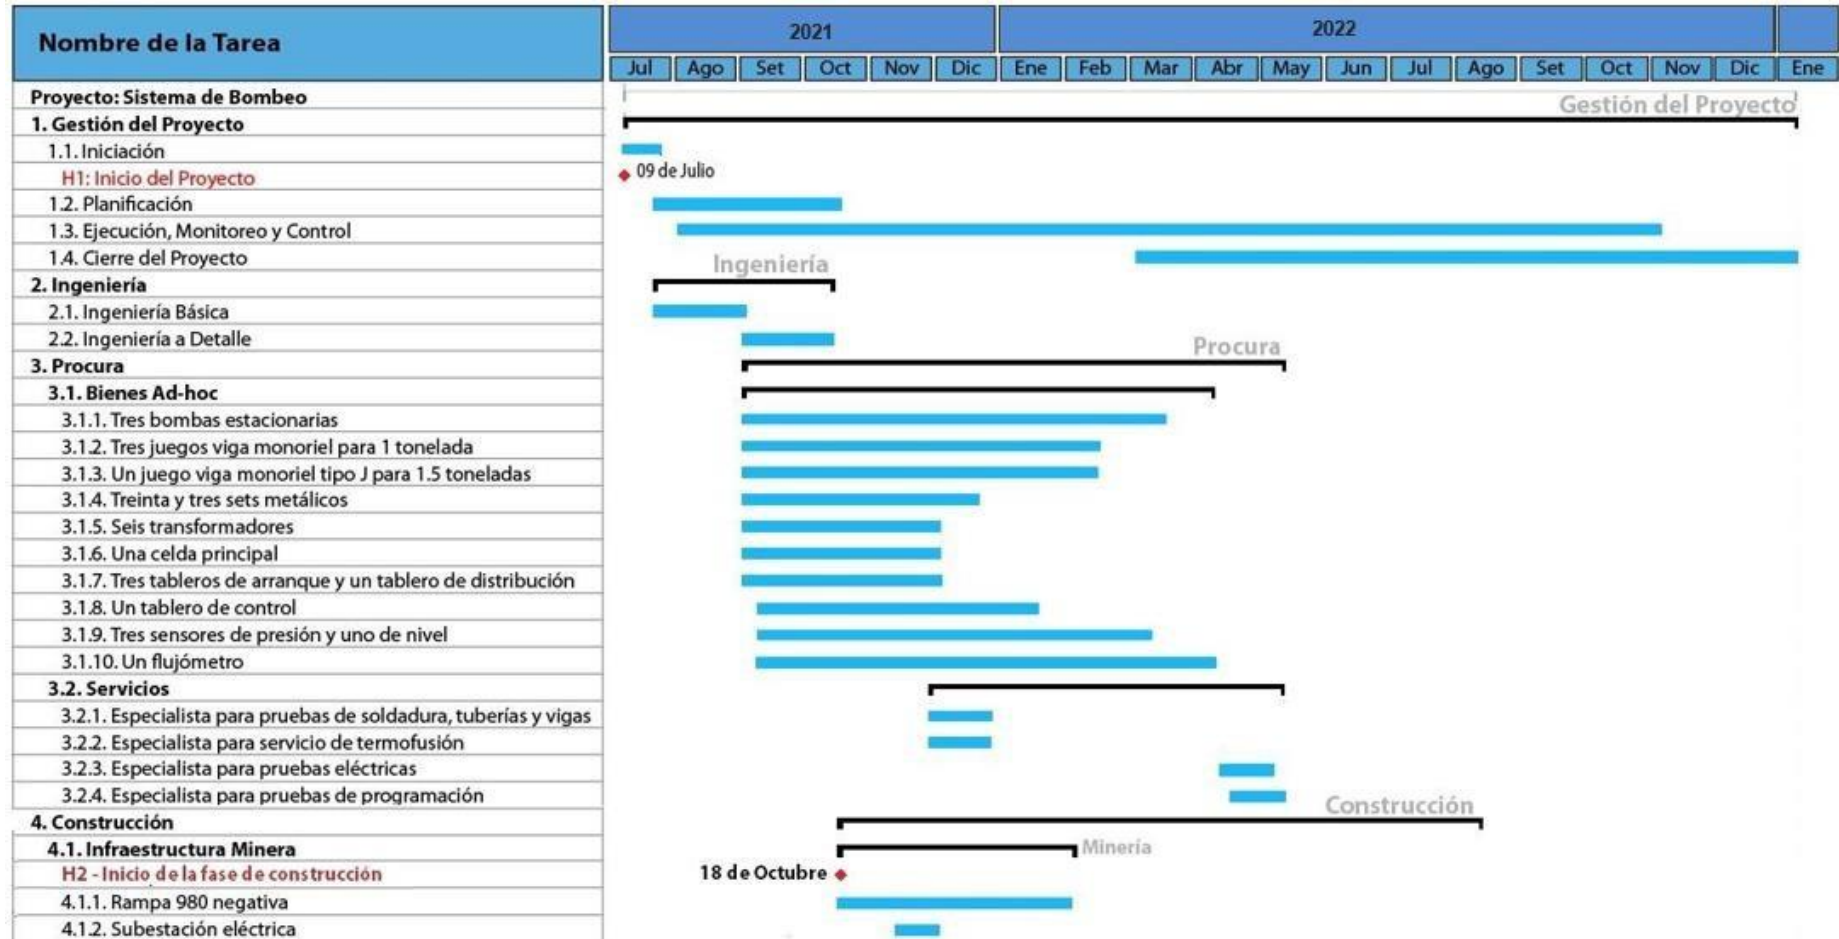 Nombre de la Tarea
2021
2022
Jul Ago Set Oct Nov Dic Ene Feb Mar Abr May Jun Jul Ago Set Oct Nov Dic Ene
Proyecto: Sistema de Bombeo
Gestión del Proyecto
1. Gestión del Proyecto
1.1. Iniciación
H1: Inicio del Proyecto
09 de Julio
1.2. Planificación
1.3. Ejecución, Monitoreo y Control
1.4. Cierre del Proyecto
Ingeniería
2. Ingeniería
2.1. Ingeniería Básica
2.2. Ingeniería a Detalle
Procura
3. Procura
3.1. Bienes Ad-hoc
3.1.1. Tres bombas estacionarias
3.1.2. Tres juegos viga monoriel para 1 tonelada
3.1.3. Un juego viga monoriel tipo J para 1.5 toneladas
3.1.4. Treinta y tres sets metálicos
3.1.5. Seis transformadores
3.1.6. Una celda principal
3.1.7. Tres tableros de arranque y un tablero de distribución
3.1.8. Un tablero de control
3.1.9. Tres sensores de presión y uno de nivel
3.1.10. Un flujómetro
3.2. Servicios
3.2.1. Especialista para pruebas de soldadura, tuberías y vigas
3.2.2. Especialista para servicio de termofusión
3.2.3. Especialista para pruebas eléctricas
3.2.4. Especialista para pruebas de programación
Construcción
4. Construcción
4.1. Infraestructura Minera
Minería
H2 - Inicio de la fase de construcción
18 de Octubre
4.1.1. Rampa 980 negativa
4.1.2. Subestación eléctrica